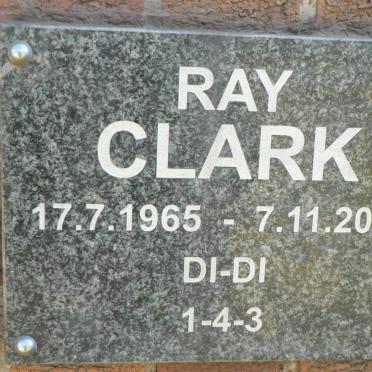 RAY
CLARK
17.7.1965 - 7.11.20
DI-DI
1-4-3